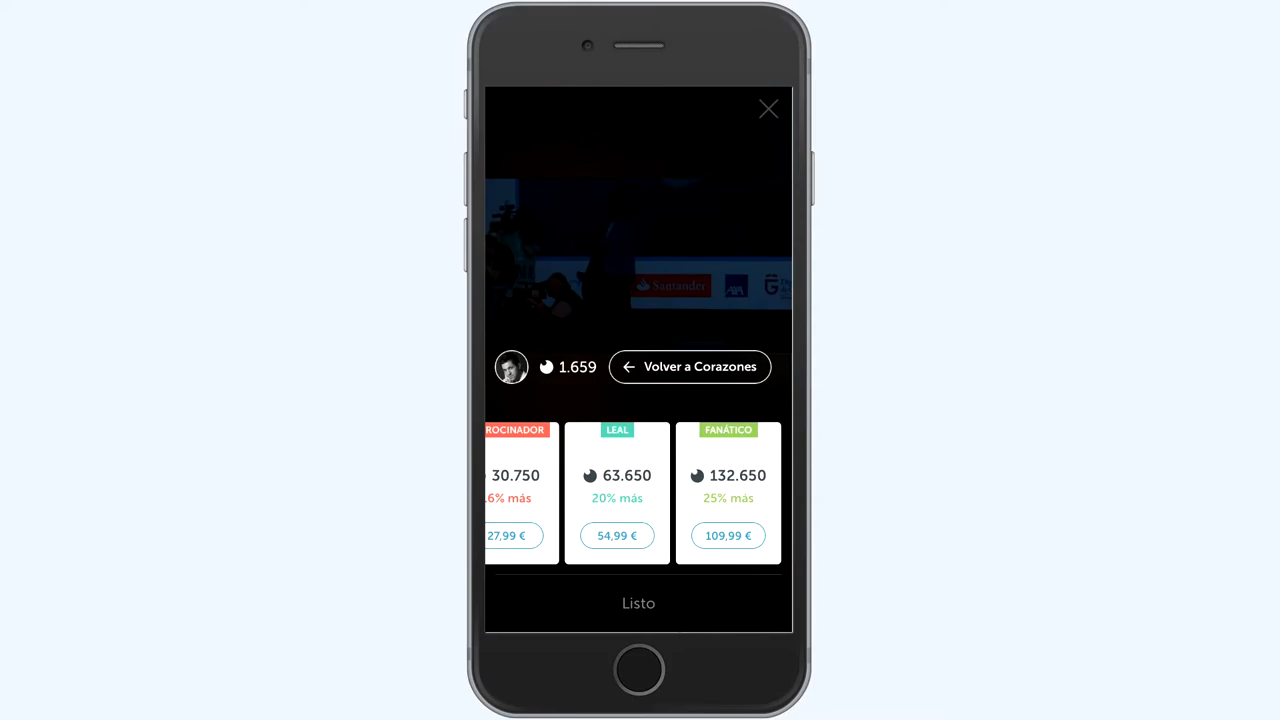 Santander
AXA
1.659
Volver a Corazones
ROCINADOR
LEAL
FANÁTICO
30.750
63.650
132.650
6% más
20% más
25% más
27,99 €
54,99 €
109,99 €
Listo